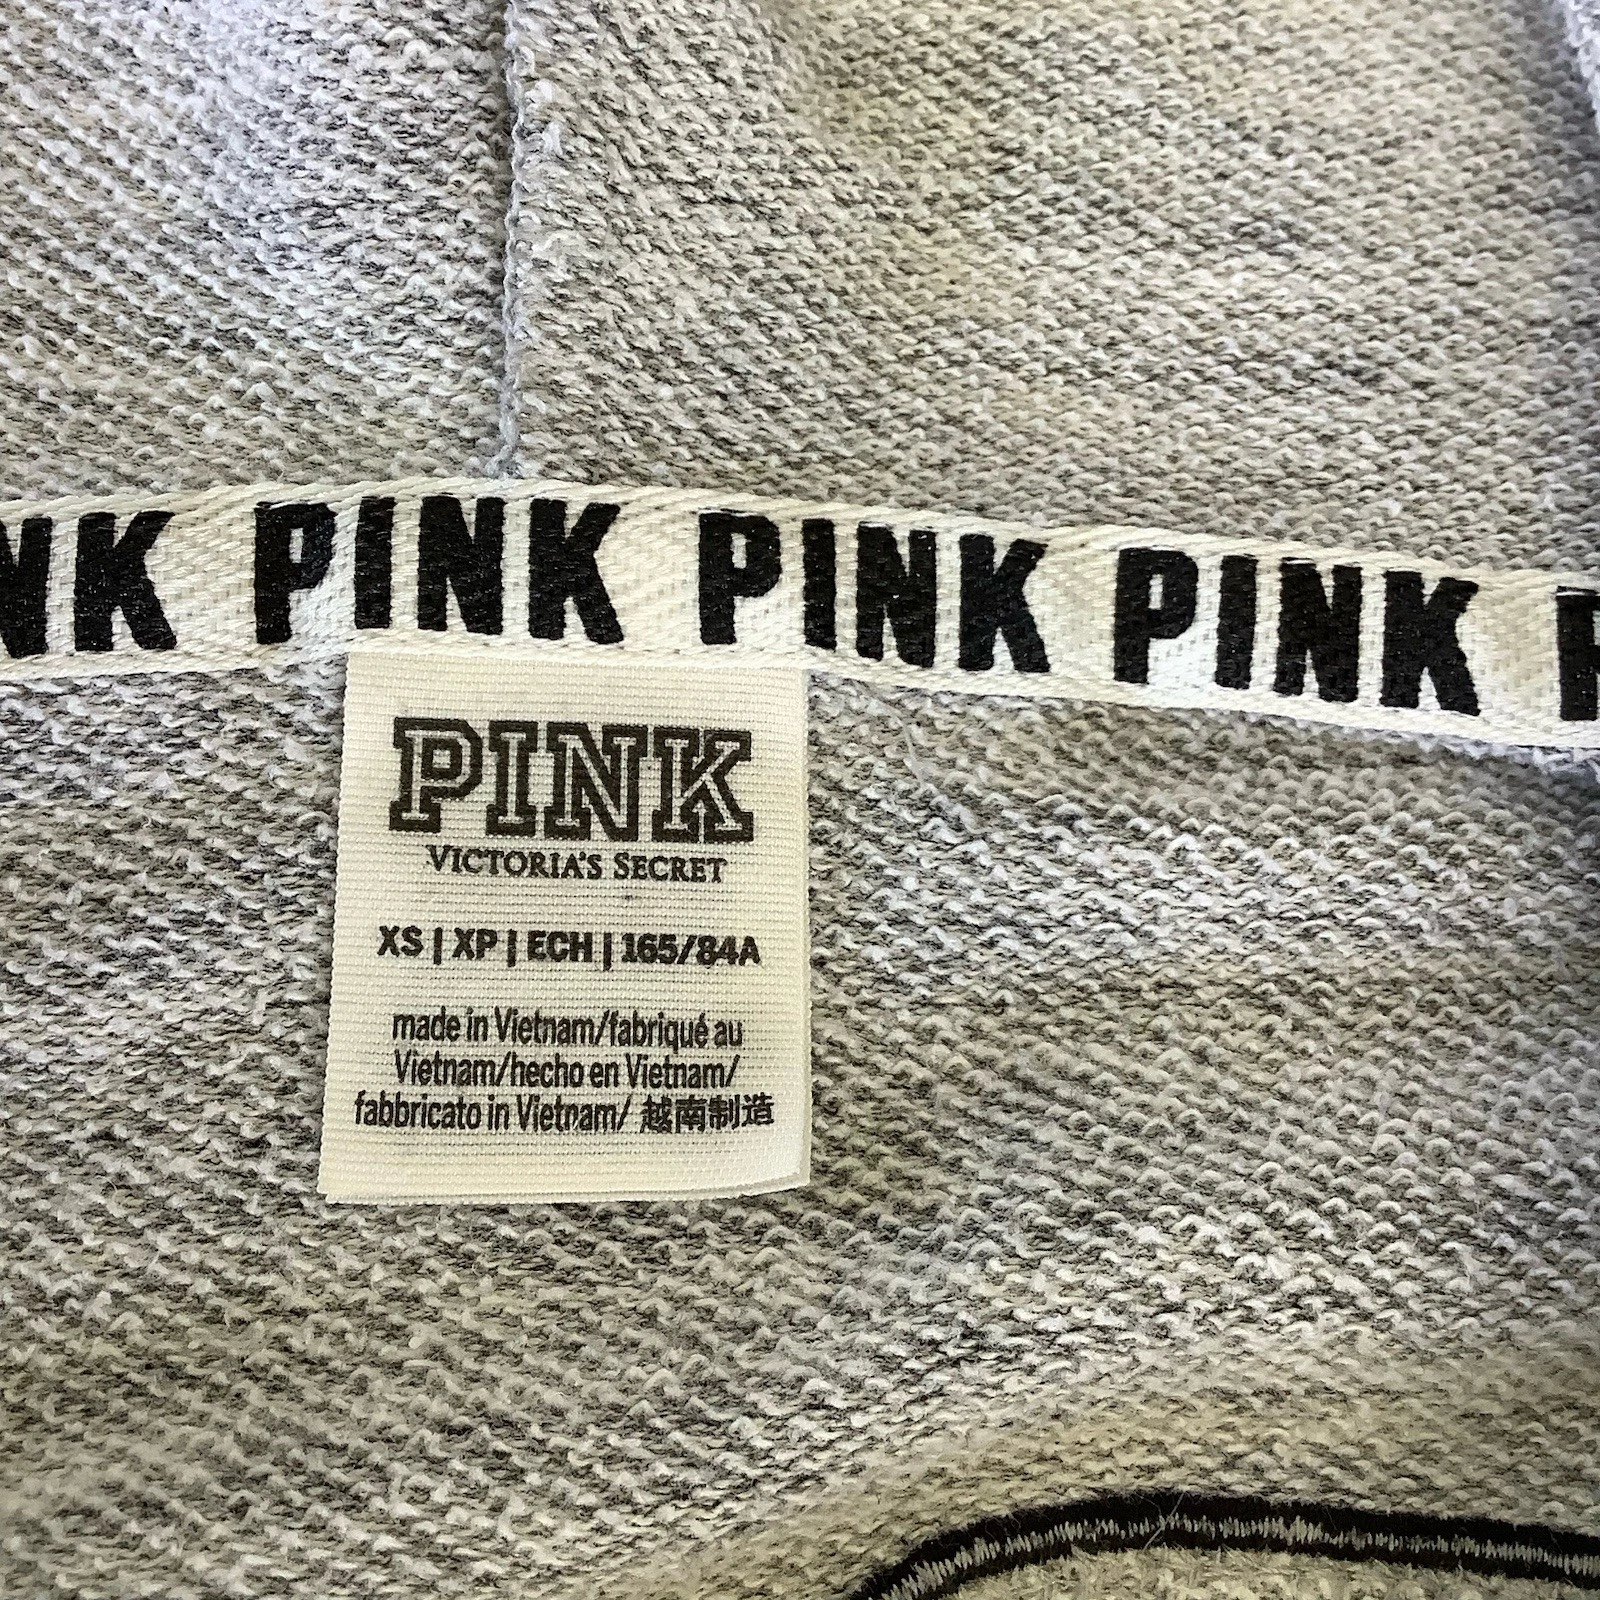 NK PINK PINK PINK P
PINK
VICTORIA'S SECRET
XS | XP | ECH | 165/84A
made in Vietnam/fabriqué au
Vietnam/hecho en Vietnam/
fabbricato in Vietnam/ 越南制造